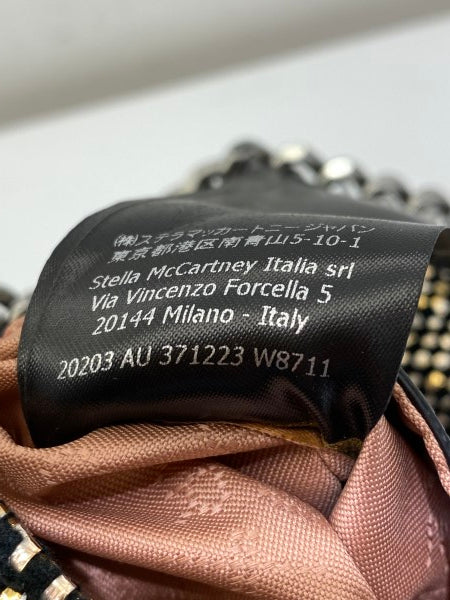 (株)ステラマッカートニー ジャパン
東京都港区南青山5-10-1
Stella McCartney Italia srl
Via Vincenzo Forcella 5
20144 Milano - Italy
20203 AU 371223 W8711